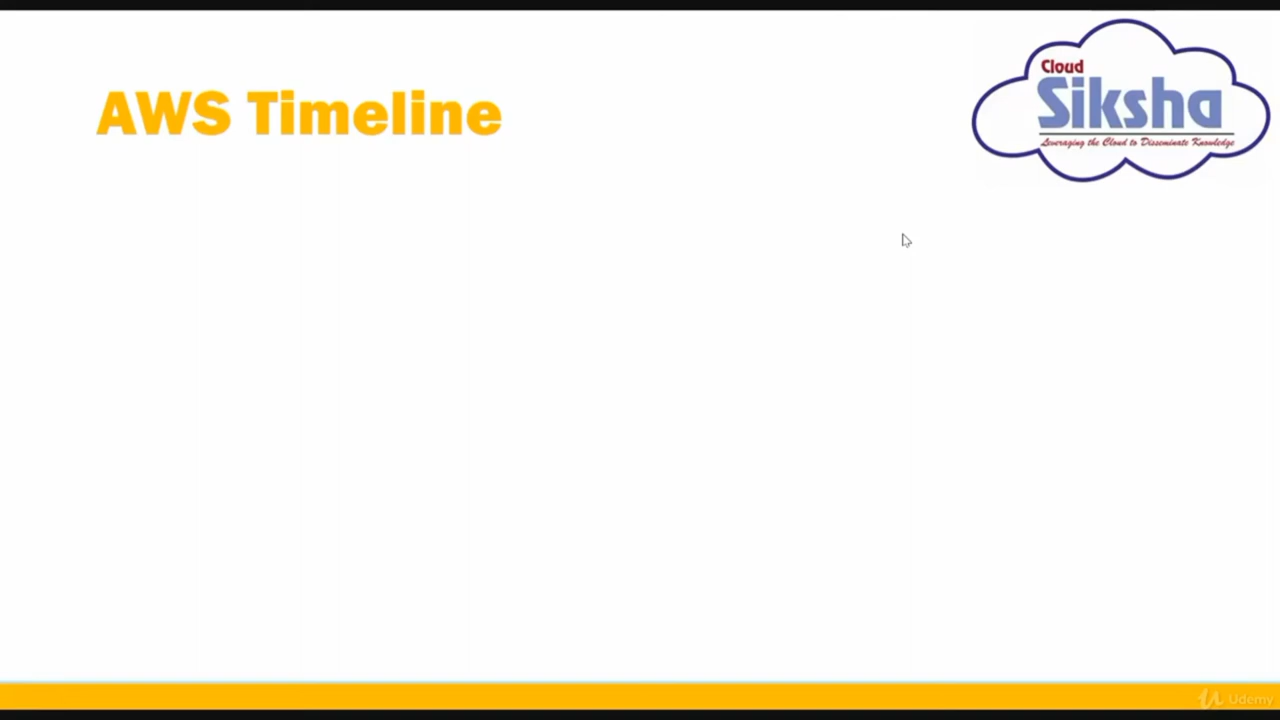 AWS Timeline
Cloud
Siksha
Leveraging the Cloud to Disseminate Knowledge
Udemy